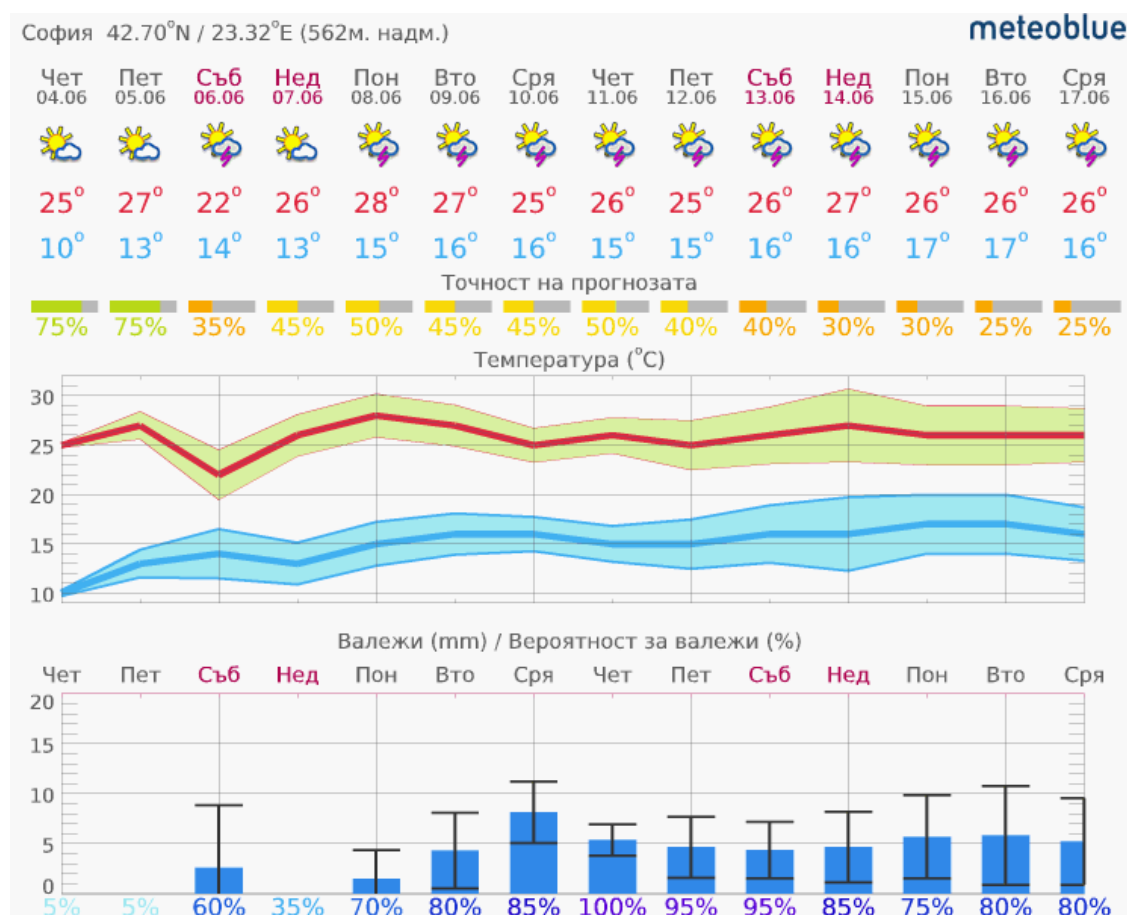 София 42.70°N / 23.32°E (562м. надм.)
meteoblue
Чет Пет Съб Нед Пон Вто Сря Чет Пет Съб Нед Пон Вто Сря
04.06 05.06 06.06 07.06 08.06 09.06 10.06 11.06 12.06 13.06 14.06 15.06 16.06 17.06
25° 27° 22° 26° 28° 27° 25° 26° 25° 26° 27° 26° 26° 26°
10° 13° 14° 13° 15° 16° 16° 15° 15° 16° 16° 17° 17° 16°
Точност на прогнозата
75% 75% 35% 45% 50% 45% 45% 50% 40% 40% 30% 30% 25% 25%
Температура (°C)
30
25
20
15
10
Валежи (mm) / Вероятност за валежи (%)
Чет Пет Съб Нед Пон Вто Сря Чет Пет Съб Нед Пон Вто Сря
20
15
10
5
0
5% 5% 60% 35% 70% 80% 85% 100% 95% 95% 85% 75% 80% 80%